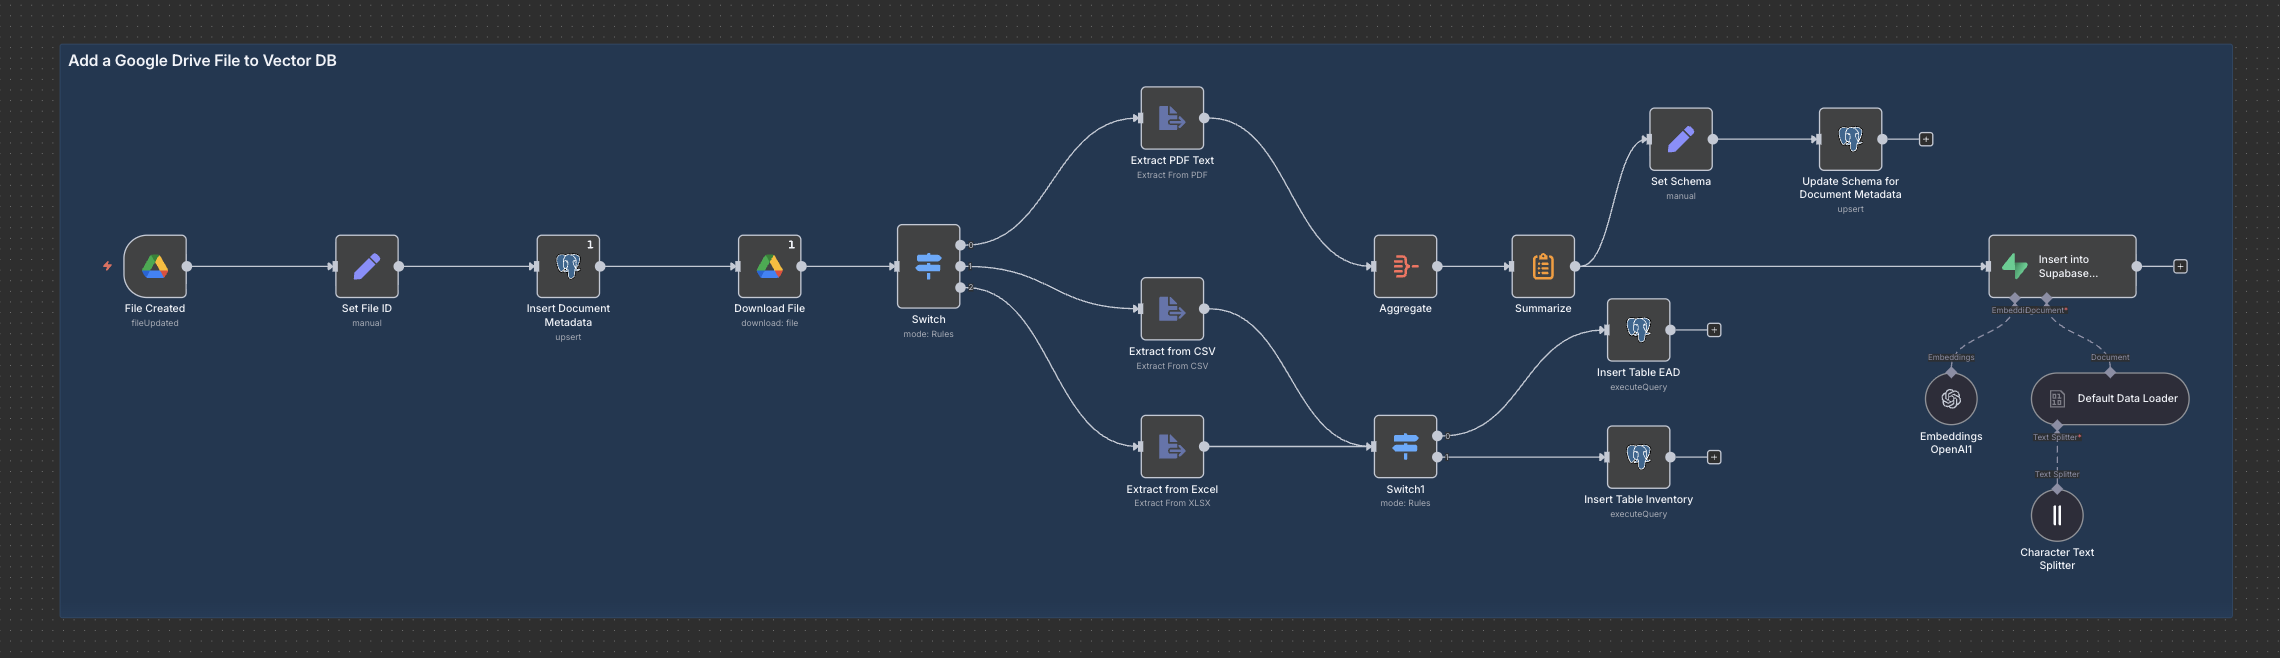 Add a Google Drive File to Vector DB
File Created
fileUpdated
Set File ID
manual
1
Insert Document
Metadata
upsert
1
Download File
download: file
0
1
2
Switch
mode: Rules
Extract PDF Text
Extract From PDF
Extract from CSV
Extract From CSV
Extract from Excel
Extract From XLSX
Aggregate
Summarize
0
1
Switch1
mode: Rules
Set Schema
manual
Update Schema for
Document Metadata
upsert
Insert Table EAD
executeQuery
Insert Table Inventory
executeQuery
Insert into
Supabase...
Embeddi
Document*
Embeddings
Document
Embeddings
OpenAI1
Default Data Loader
Text Splitter*
Text Splitter
Character Text
Splitter